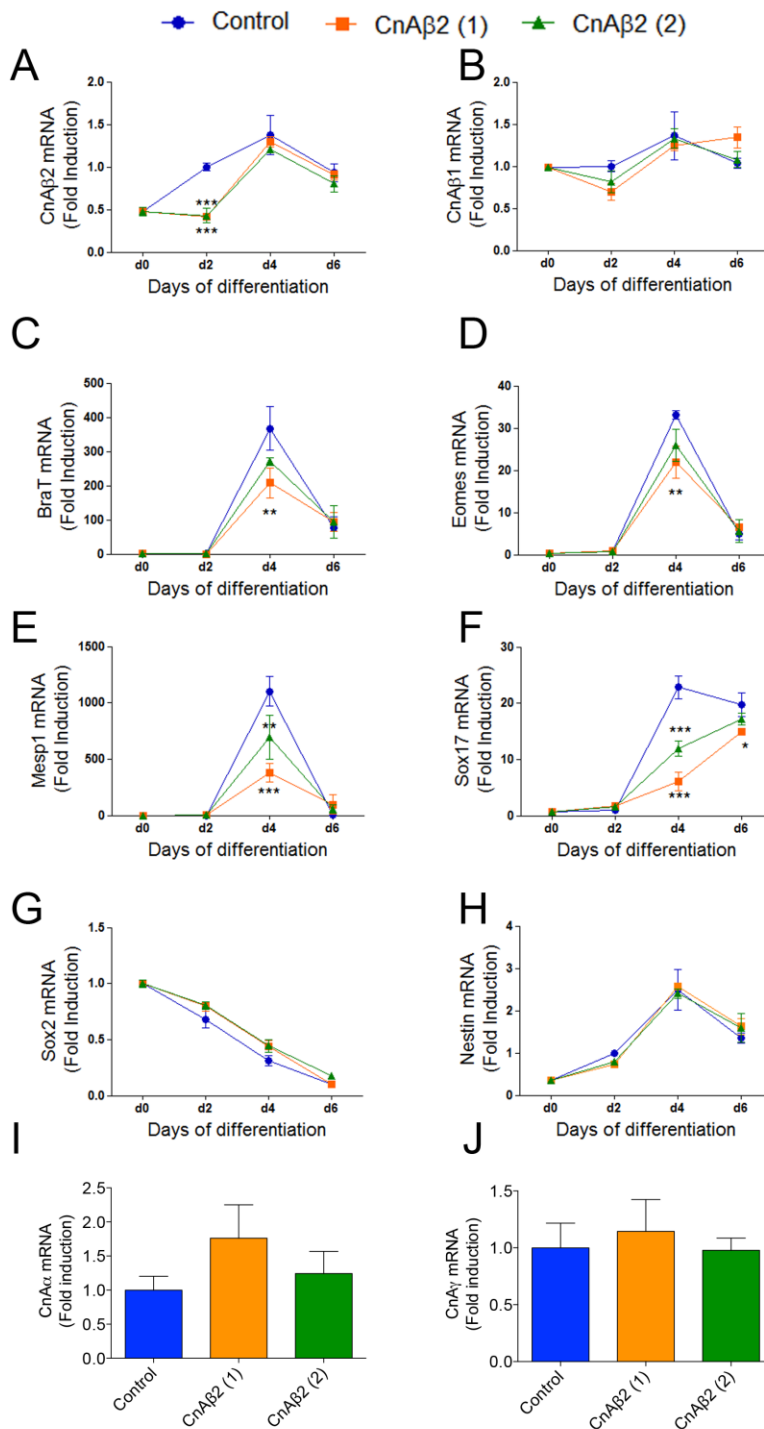 Control CnAβ2 (1) CnAβ2 (2)
A
CnAβ2 mRNA
(Fold Induction)
2.0
1.5
1.0
0.5
0.0
***
***
d0 d2 d4 d6
Days of differentiation
B
CnAβ1 mRNA
(Fold Induction)
2.0
1.5
1.0
0.5
0.0
d0 d2 d4 d6
Days of differentiation
C
BraT mRNA
(Fold Induction)
500
400
300
200
100
0
**
d0 d2 d4 d6
Days of differentiation
D
Eomes mRNA
(Fold Induction)
40
30
20
10
0
**
d0 d2 d4 d6
Days of differentiation
E
Mesp1 mRNA
(Fold Induction)
1500
1000
500
0
**
***
d0 d2 d4 d6
Days of differentiation
F
Sox17 mRNA
(Fold Induction)
30
20
10
0
***
***
*
d0 d2 d4 d6
Days of differentiation
G
Sox2 mRNA
(Fold Induction)
1.5
1.0
0.5
0.0
d0 d2 d4 d6
Days of differentiation
H
Nestin mRNA
(Fold Induction)
4
3
2
1
0
d0 d2 d4 d6
Days of differentiation
I
CnAα mRNA
(Fold induction)
2.5
2.0
1.5
1.0
0.5
0.0
Control CnAβ2 (1) CnAβ2 (2)
J
CnAγ mRNA
(Fold induction)
1.5
1.0
0.5
0.0
Control CnAβ2 (1) CnAβ2 (2)